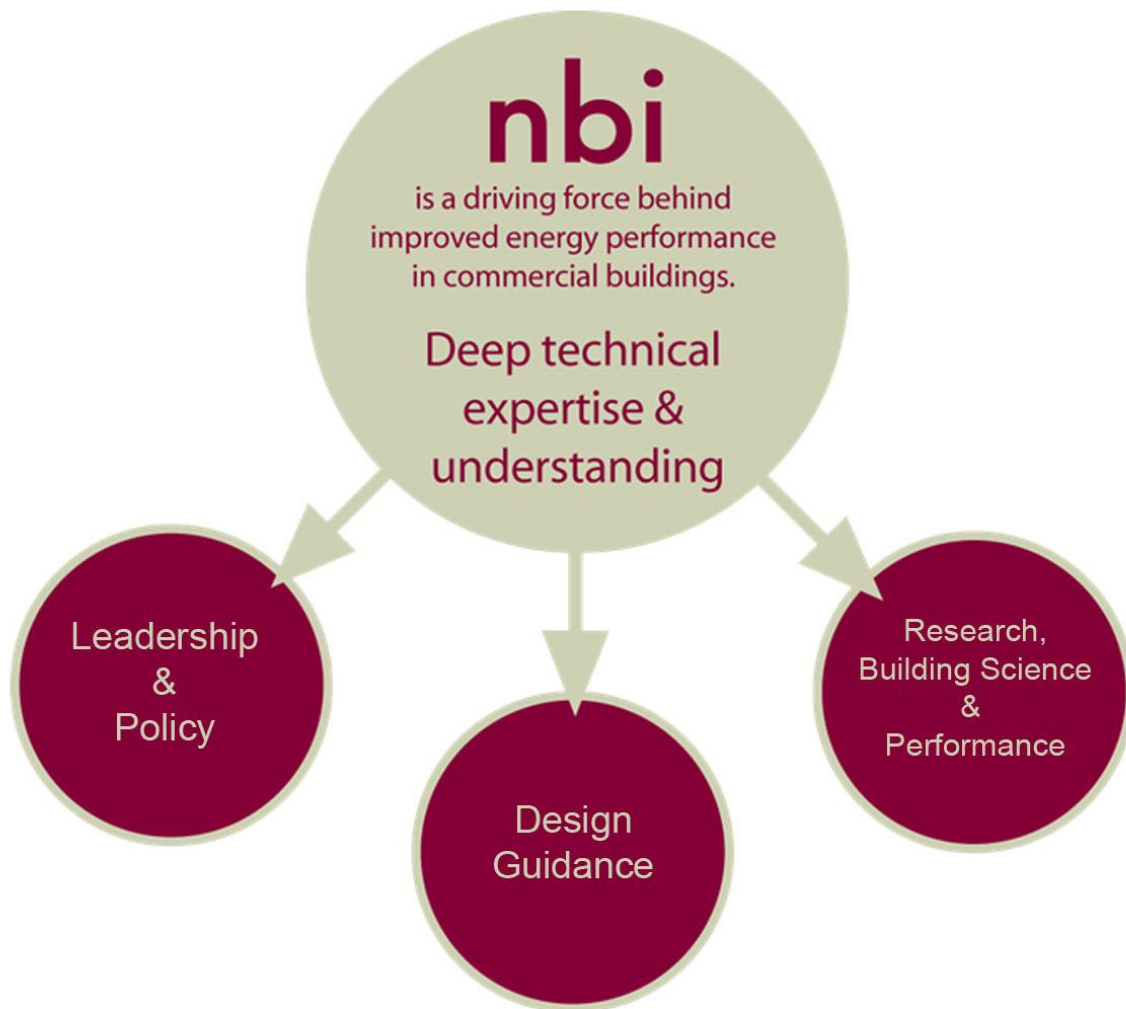 nbi
is a driving force behind
improved energy performance
in commercial buildings.
Deep technical
expertise &
understanding
Leadership
&
Policy
Design
Guidance
Research,
Building Science
&
Performance